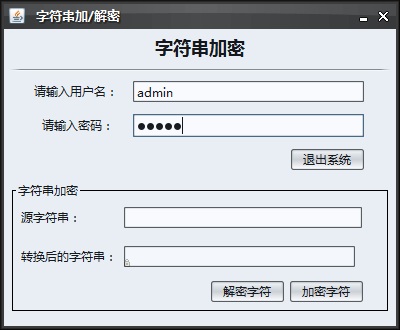 字符串加/解密
字符串加密
请输入用户名： admin
请输入密码： ●●●●●
退出系统
字符串加密
源字符串：
转换后的字符串：
解密字符 加密字符